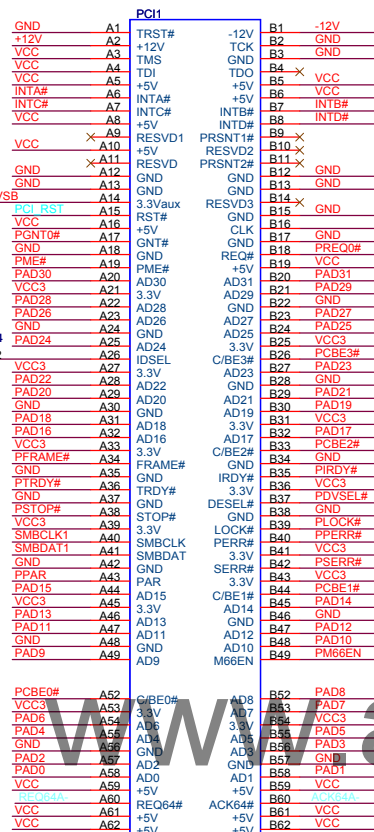 PCI1
GND A1 TRST# -12V B1 -12V
+12V A2 +12V TCK B2 GND
VCC A3 TMS GND B3 GND
VCC A4 TDI TDO B4
VCC A5 +5V +5V B5 VCC
INTA# A6 INTA# +5V B6 VCC
INTC# A7 INTC# INTB# B7 INTB#
VCC A8 +5V INTD# B8 INTD#
A9 RESVD1 PRSNT1# B9
VCC A10 +5V RESVD2 B10
A11 RESVD PRSNT2# B11
GND A12 GND GND B12 GND
GND A13 GND GND B13 GND
VSB A14 3.3Vaux RESVD3 B14
PCI_RST A15 RST# GND B15 GND
VCC A16 +5V CLK B16
PGNT0# A17 GNT# GND B17 GND
GND A18 GND REQ# B18 PREQ0#
PME# A19 PME# +5V B19 VCC
PAD30 A20 AD30 AD31 B20 PAD31
VCC3 A21 3.3V AD29 B21 PAD29
PAD28 A22 AD28 GND B22 GND
PAD26 A23 AD26 AD27 B23 PAD27
GND A24 GND AD25 B24 PAD25
PAD24 A25 AD24 3.3V B25 VCC3
A26 IDSEL C/BE3# B26 PCBE3#
VCC3 A27 3.3V AD23 B27 PAD23
PAD22 A28 AD22 GND B28 GND
PAD20 A29 AD20 AD21 B29 PAD21
GND A30 GND AD19 B30 PAD19
PAD18 A31 AD18 3.3V B31 VCC3
PAD16 A32 AD16 AD17 B32 PAD17
VCC3 A33 3.3V C/BE2# B33 PCBE2#
PFRAME# A34 FRAME# GND B34 GND
GND A35 GND IRDY# B35 PIRDY#
PTRDY# A36 TRDY# 3.3V B36 VCC3
GND A37 GND DESEL# B37 PDVSEL#
PSTOP# A38 STOP# GND B38 GND
VCC3 A39 3.3V LOCK# B39 PLOCK#
SMBCLK1 A40 SMBCLK PERR# B40 PPERR#
SMBDAT1 A41 SMBDAT 3.3V B41 VCC3
GND A42 GND SERR# B42 PSERR#
PPAR A43 PAR 3.3V B43 VCC3
PAD15 A44 AD15 C/BE1# B44 PCBE1#
VCC3 A45 3.3V AD14 B45 PAD14
PAD13 A46 AD13 GND B46 GND
PAD11 A47 AD11 AD12 B47 PAD12
GND A48 GND AD10 B48 PAD10
PAD9 A49 AD9 M66EN B49 PM66EN
PCBE0# A52 C/BE0# AD8 B52 PAD8
VCC3 A53 3.3V AD7 B53 PAD7
PAD6 A54 AD6 3.3V B54 VCC3
PAD4 A55 AD4 AD5 B55 PAD5
GND A56 GND AD3 B56 PAD3
PAD2 A57 AD2 GND B57 GND
PAD0 A58 AD0 AD1 B58 PAD1
VCC A59 +5V +5V B59 VCC
REQ64A- A60 REQ64# ACK64# B60 ACK64A-
VCC A61 +5V +5V B61 VCC
VCC A62 +5V +5V B62 VCC
www.a